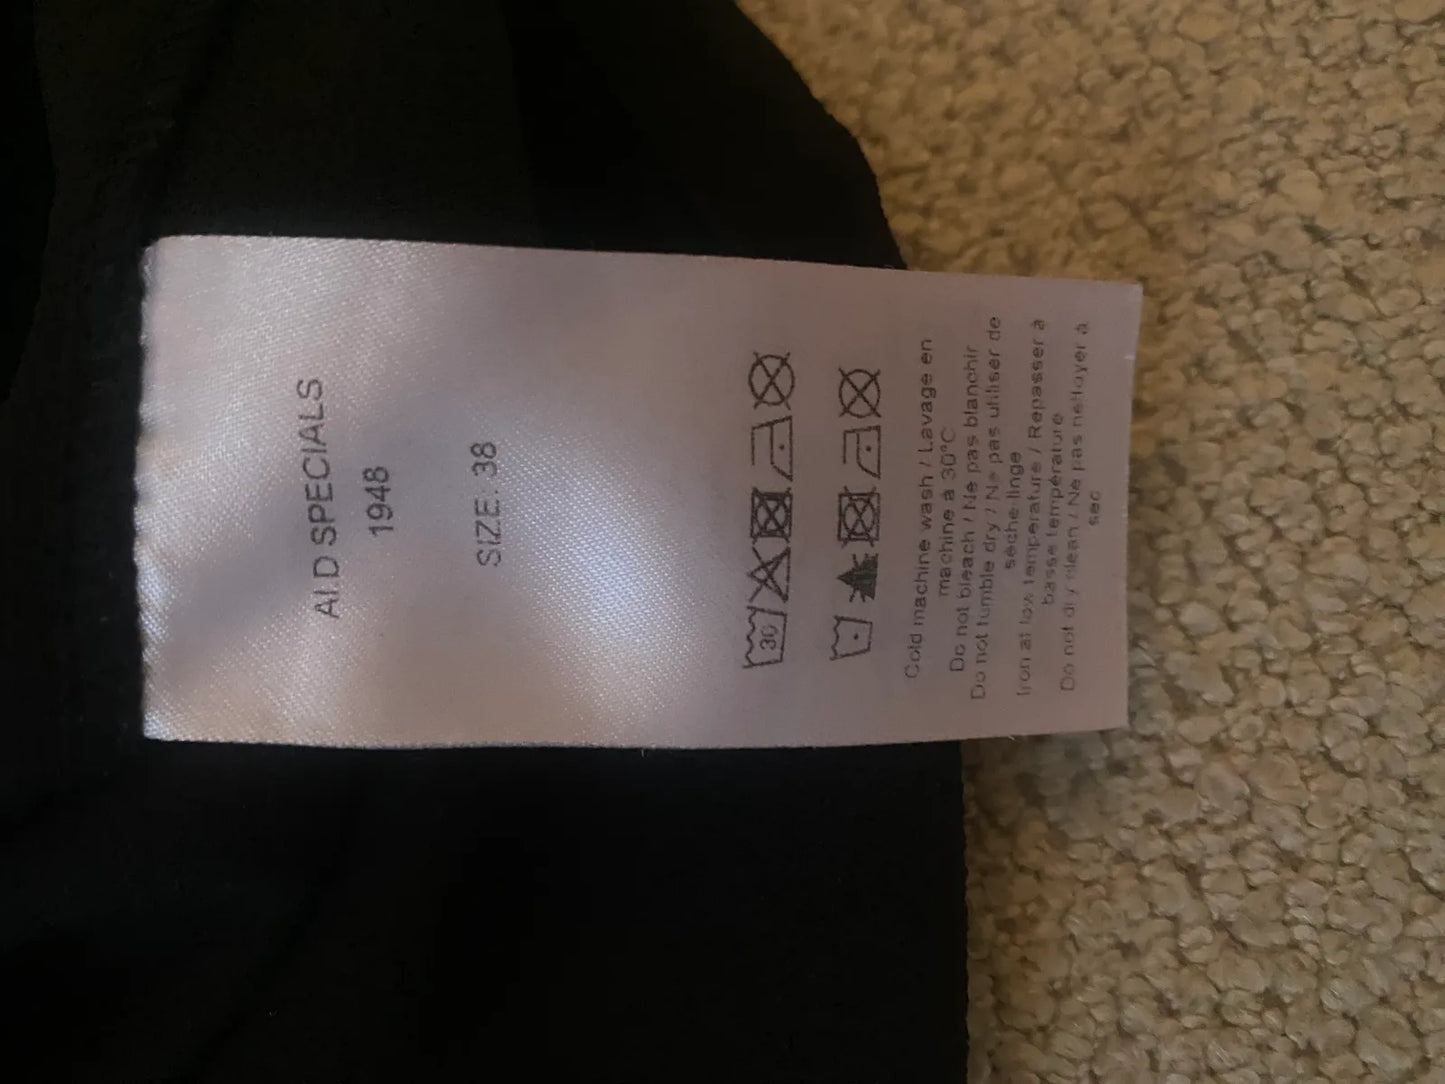 AI.D SPECIALS
1948
SIZE. 38
30
Cold machine wash / Lavage en
machine à 30°C
Do not bleach / Ne pas blanchir
Do not tumble dry / Ne pas utiliser de
sèche linge
Iron at low temperature / Repasser à
basse température
Do not dry clean / Ne pas nettoyer à
sec